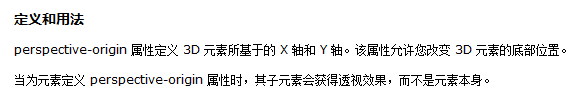 定义和用法
perspective-origin 属性定义 3D 元素所基于的 X 轴和 Y 轴。该属性允许您改变 3D 元素的底部位置。
当为元素定义 perspective-origin 属性时，其子元素会获得透视效果，而不是元素本身。